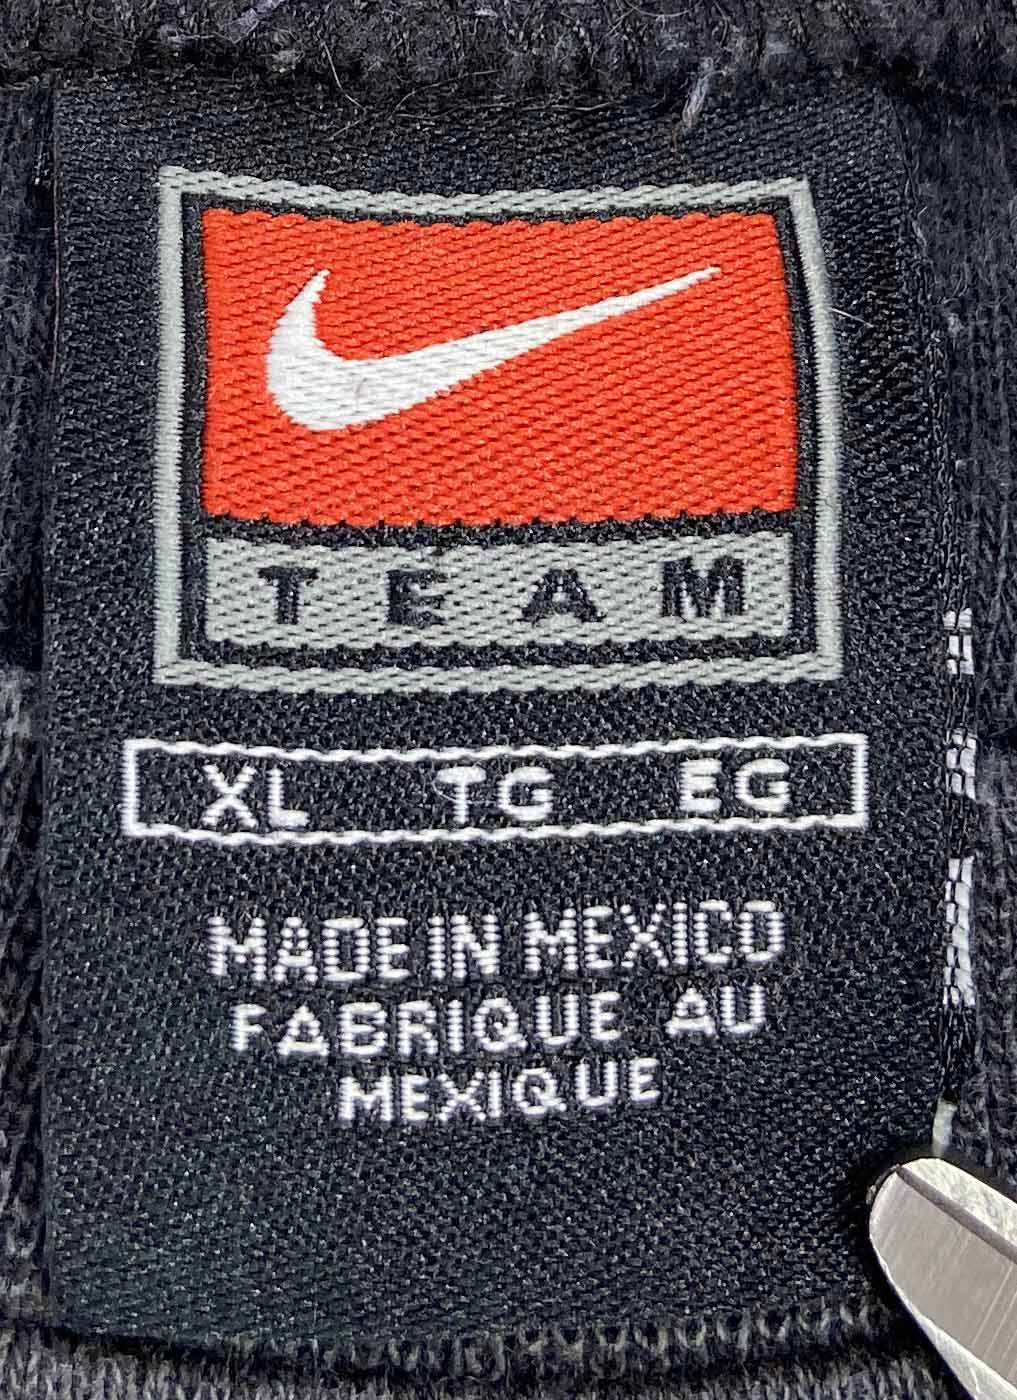 TEAM
XL TG EG
MADE IN MEXICO
FABRIQUE AU
MEXIQUE